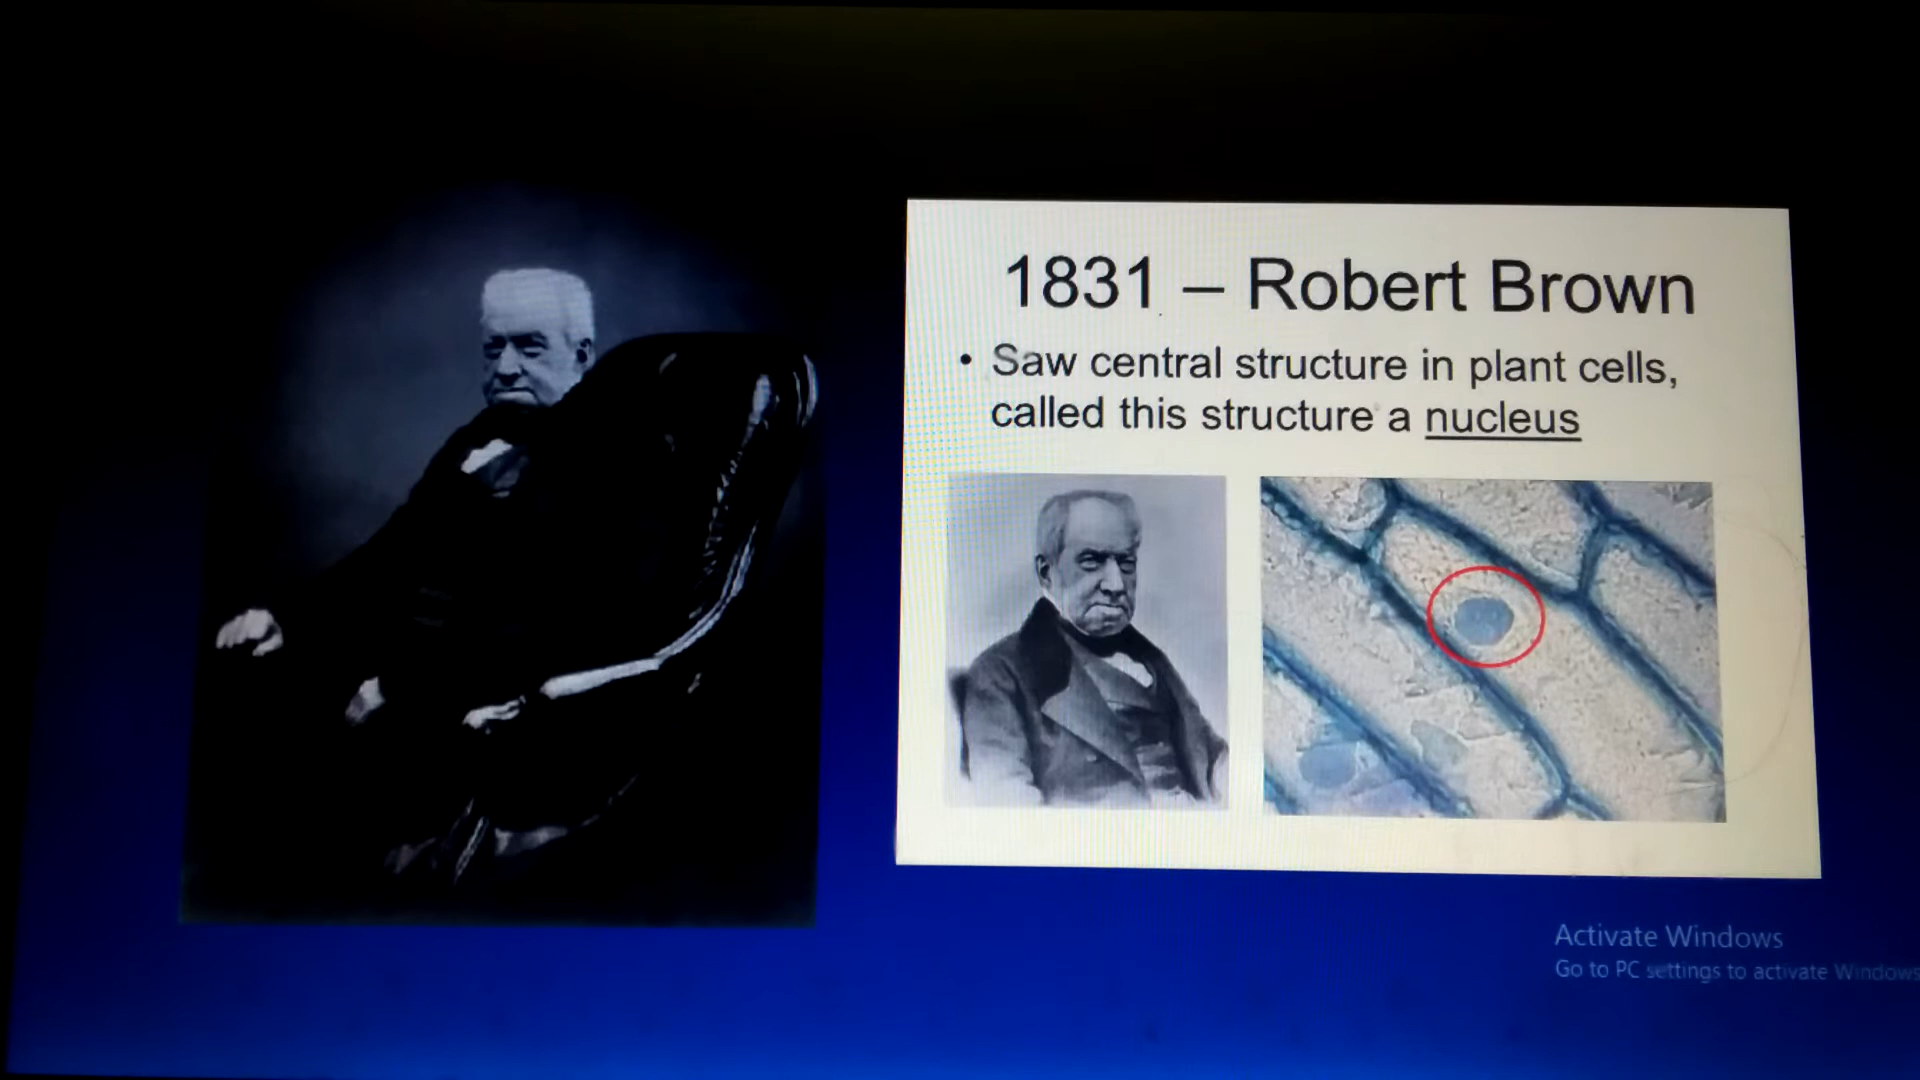 1831 – Robert Brown
• Saw central structure in plant cells,
called this structure a nucleus
Activate Windows
Go to PC settings to activate Windows